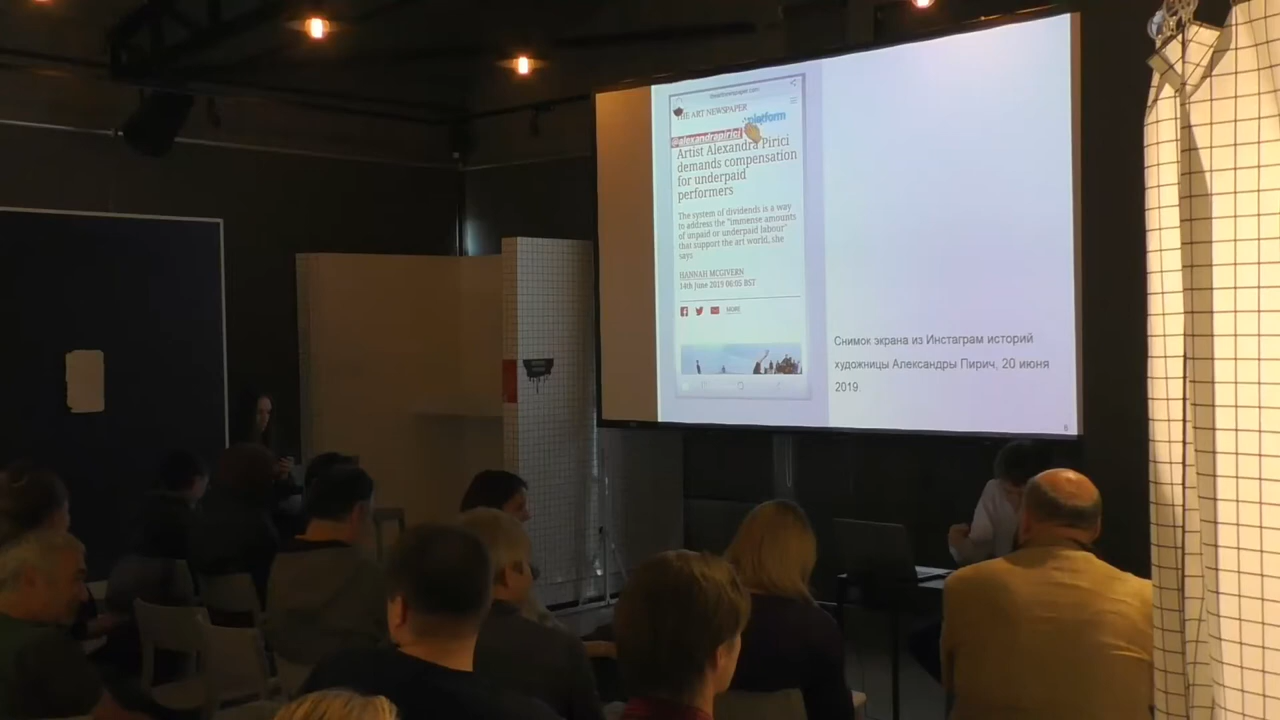 theartnewspaper.com
THE ART NEWSPAPER
platform
@alexandrapirici
Artist Alexandra Pirici
demands compensation
for underpaid
performers
The system of dividends is a way
to address the "immense amounts
of unpaid or underpaid labour"
that support the art world, she
says
HANNAH MCGIVERN
14th June 2019 06:05 BST
MORE
Снимок экрана из Инстаграм историй
художницы Александры Пирич, 20 июня
2019.